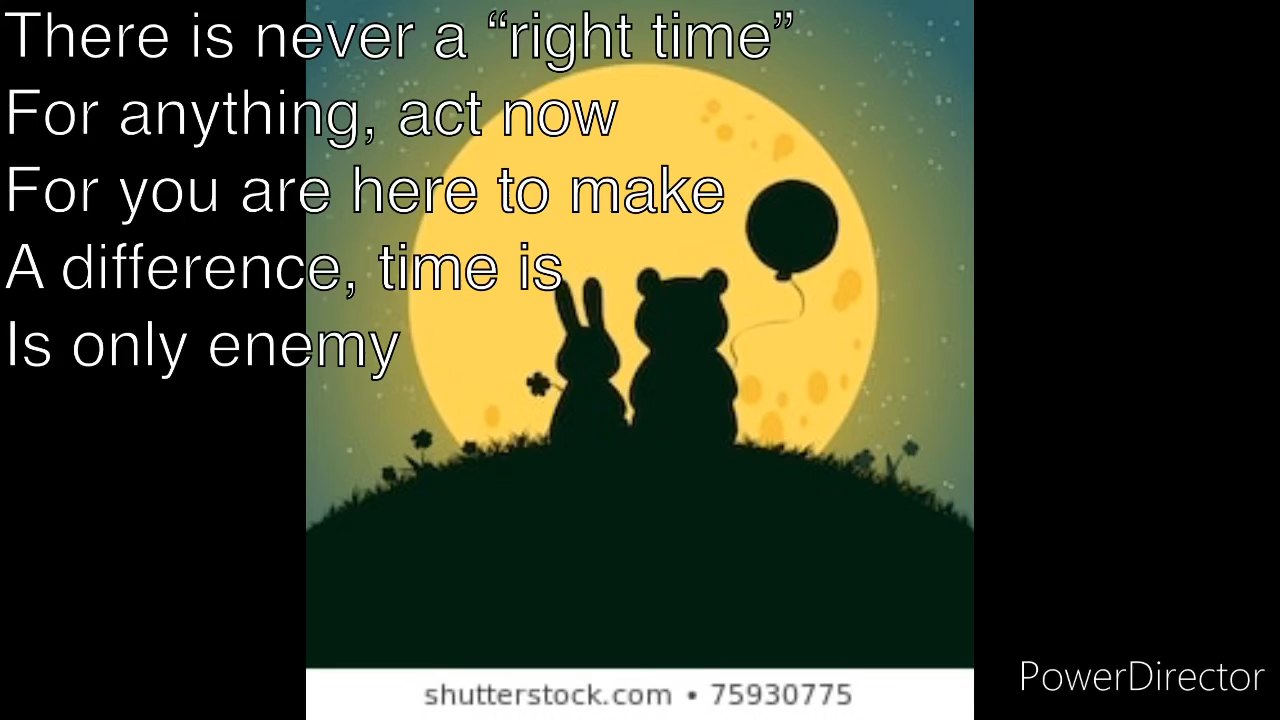 There is never a “right time”
For anything, act now
For you are here to make
A difference, time is
Is only enemy
PowerDirector
shutterstock.com • 75930775